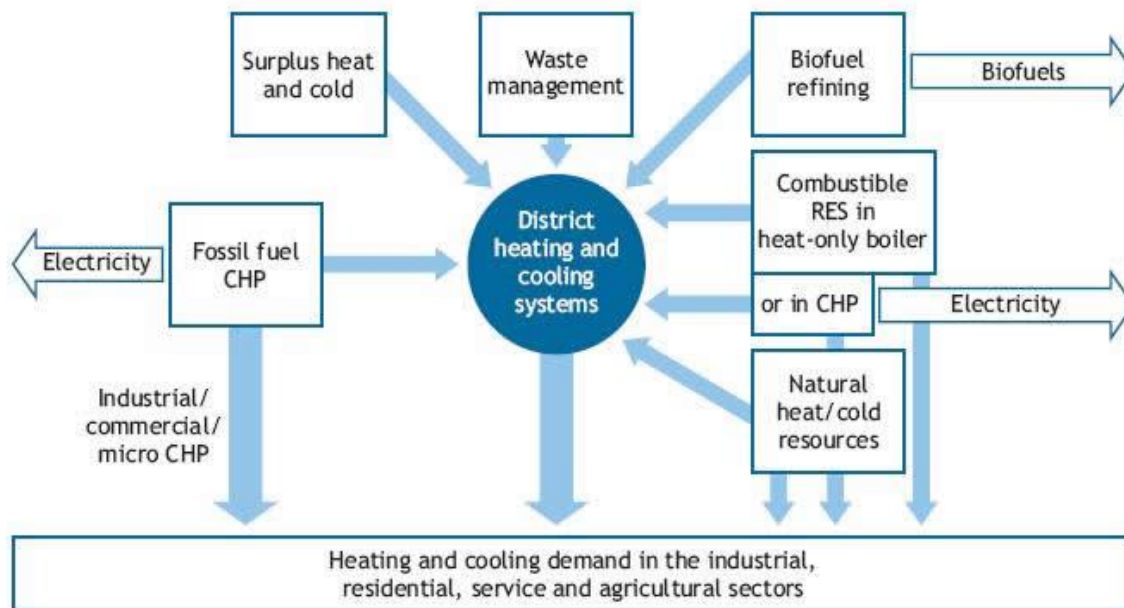 Surplus heat
and cold
Waste
management
Biofuel
refining
Biofuels
Combustible
RES in
heat-only boiler
District
heating and
cooling
systems
Electricity
Fossil fuel
CHP
or in CHP
Electricity
Industrial/
commercial/
micro CHP
Natural
heat/cold
resources
Heating and cooling demand in the industrial,
residential, service and agricultural sectors